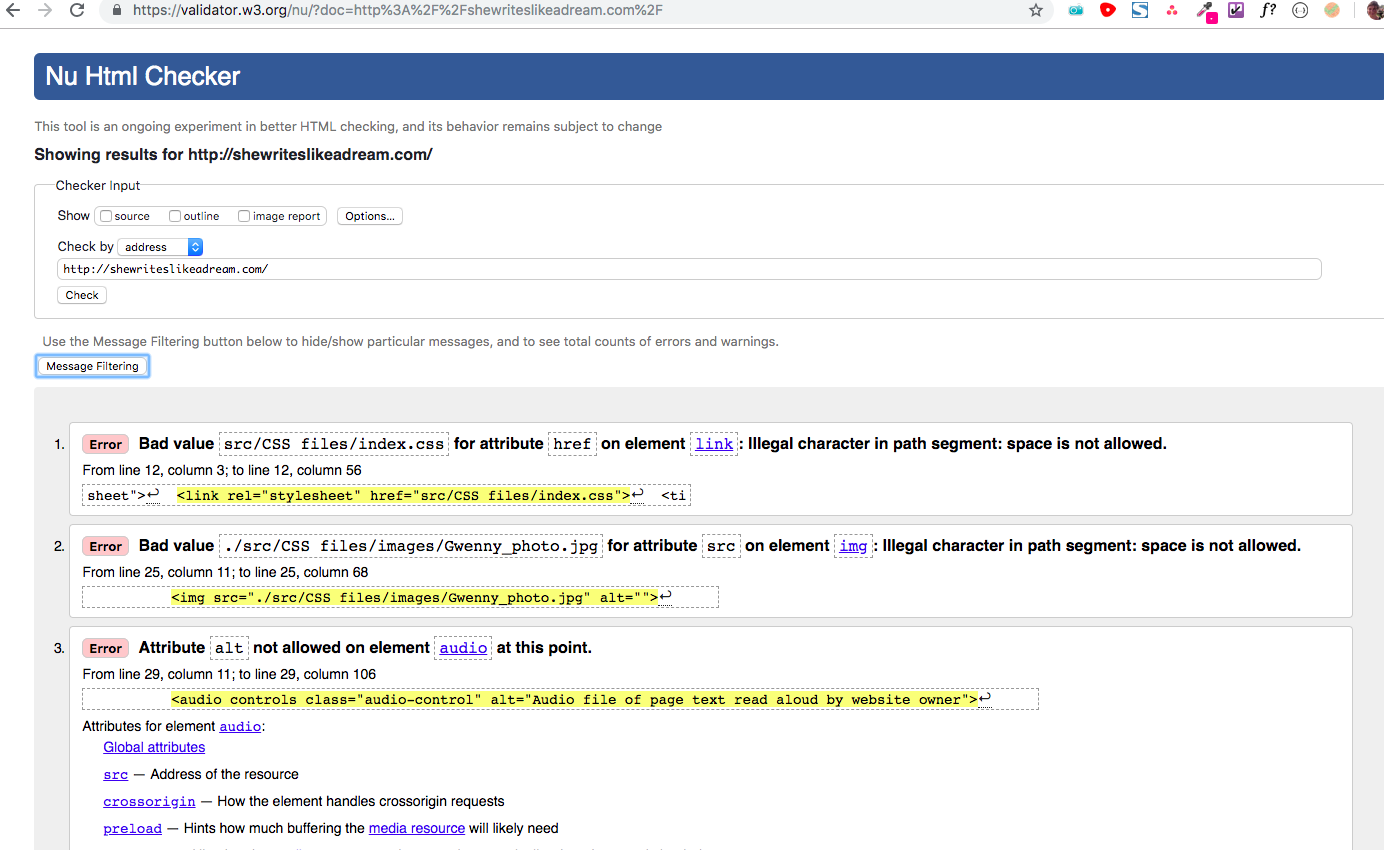 https://validator.w3.org/nu/?doc=http%3A%2F%2Fshewriteslikeadream.com%2F
f?
Nu Html Checker
This tool is an ongoing experiment in better HTML checking, and its behavior remains subject to change
Showing results for http://shewriteslikeadream.com/
Checker Input
Show source outline image report Options...
Check by address
http://shewriteslikeadream.com/
Check
Use the Message Filtering button below to hide/show particular messages, and to see total counts of errors and warnings.
Message Filtering
1. Error Bad value src/CSS files/index.css for attribute href on element link: Illegal character in path segment: space is not allowed.
From line 12, column 3; to line 12, column 56
sheet">↩ <link rel="stylesheet" href="src/CSS files/index.css">↩ <ti
2. Error Bad value ./src/CSS files/images/Gwenny_photo.jpg for attribute src on element img: Illegal character in path segment: space is not allowed.
From line 25, column 11; to line 25, column 68
<img src="./src/CSS files/images/Gwenny_photo.jpg" alt="">↩
3. Error Attribute alt not allowed on element audio at this point.
From line 29, column 11; to line 29, column 106
<audio controls class="audio-control" alt="Audio file of page text read aloud by website owner">↩
Attributes for element audio:
Global attributes
src — Address of the resource
crossorigin — How the element handles crossorigin requests
preload — Hints how much buffering the media resource will likely need